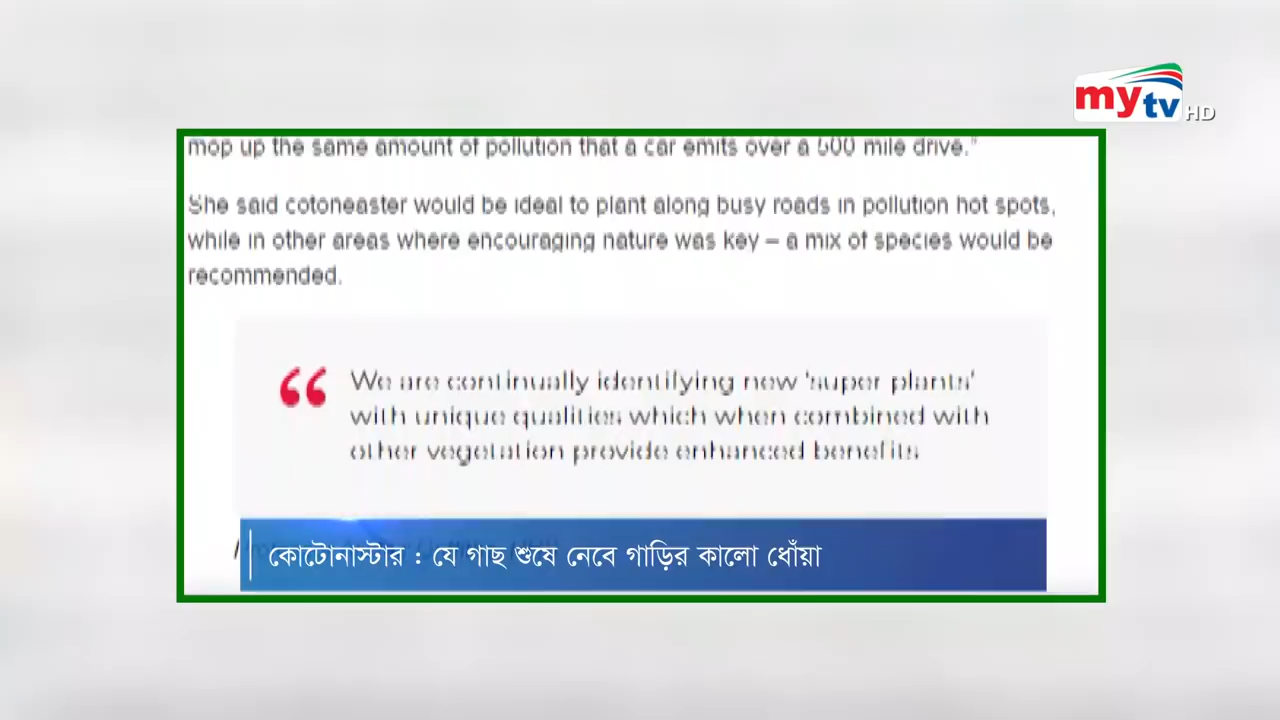 my tv HD
mop up the same amount of pollution that a car emits over a 500 mile drive."
She said cotoneaster would be ideal to plant along busy roads in pollution hot spots,
while in other areas where encouraging nature was key – a mix of species would be
recommended.
“ We are continually identifying new 'super plants'
with unique qualities which when combined with
other vegetation provide enhanced benefits
কোটোনাস্টার : যে গাছ শুষে নেবে গাড়ির কালো ধোঁয়া